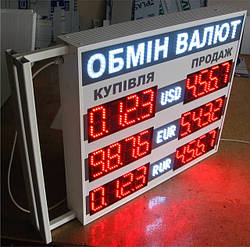 ОБМІН ВАЛЮТ
КУПІВЛЯ ПРОДАЖ
0.123 USD 4.567
98.76 EUR 54.32
0.123 RUR 4.567